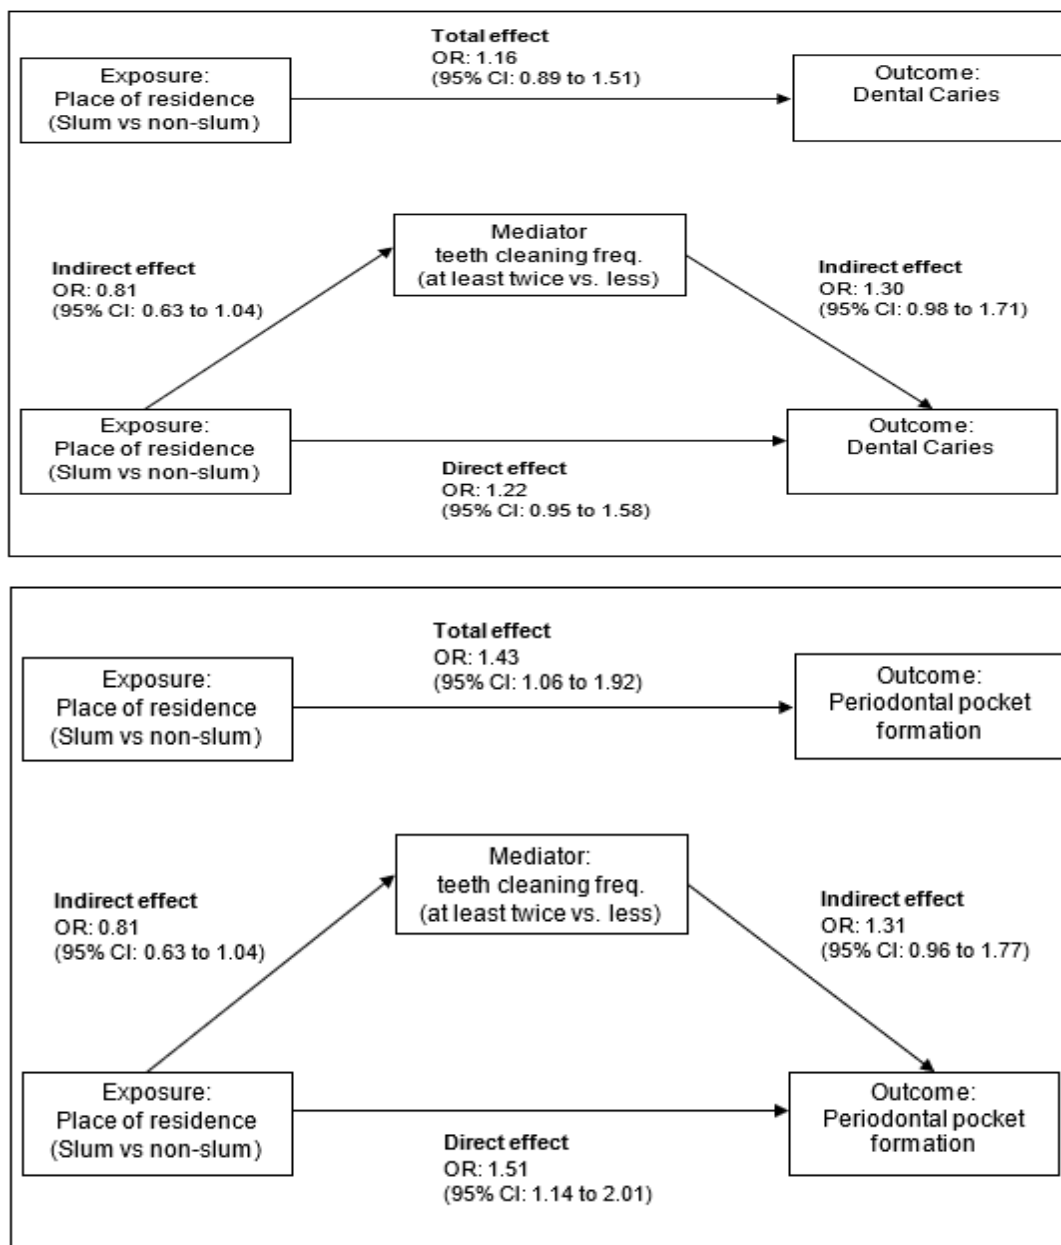 Total effect
OR: 1.16
(95% CI: 0.89 to 1.51)
Exposure:
Place of residence
(Slum vs non-slum)
Outcome:
Dental Caries
Mediator
teeth cleaning freq.
(at least twice vs. less)
Indirect effect
OR: 0.81
(95% CI: 0.63 to 1.04)
Indirect effect
OR: 1.30
(95% CI: 0.98 to 1.71)
Exposure:
Place of residence
(Slum vs non-slum)
Outcome:
Dental Caries
Direct effect
OR: 1.22
(95% CI: 0.95 to 1.58)
Total effect
OR: 1.43
(95% CI: 1.06 to 1.92)
Exposure:
Place of residence
(Slum vs non-slum)
Outcome:
Periodontal pocket
formation
Mediator:
teeth cleaning freq.
(at least twice vs. less)
Indirect effect
OR: 0.81
(95% CI: 0.63 to 1.04)
Indirect effect
OR: 1.31
(95% CI: 0.96 to 1.77)
Exposure:
Place of residence
(Slum vs non-slum)
Outcome:
Periodontal pocket
formation
Direct effect
OR: 1.51
(95% CI: 1.14 to 2.01)